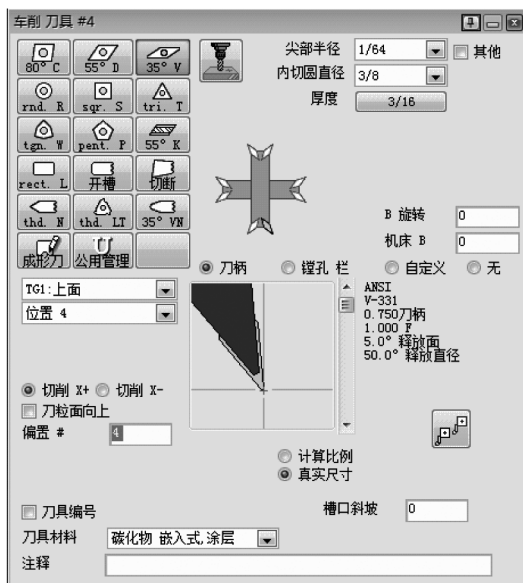 车削 刀具 #4
80° C
55° D
35° V
rnd. R
sqr. S
tri. T
tgn. W
pent. P
55° K
rect. L
开槽
切断
thd. N
thd. LT
35° VN
成形刀
公用管理
尖部半径 1/64 其他
内切圆直径 3/8
厚度 3/16
B 旋转 0
机床 B 0
刀柄 镗孔 栏 自定义 无
TG1:上面
位置 4
ANSI
V-331
0.750刀柄
1.000 F
5.0° 释放面
50.0° 释放直径
切削 X+ 切削 X-
刀粒面向上
偏置 # 4
计算比例
真实尺寸
刀具编号
槽口斜坡 0
刀具材料 碳化物 嵌入式,涂层
注释